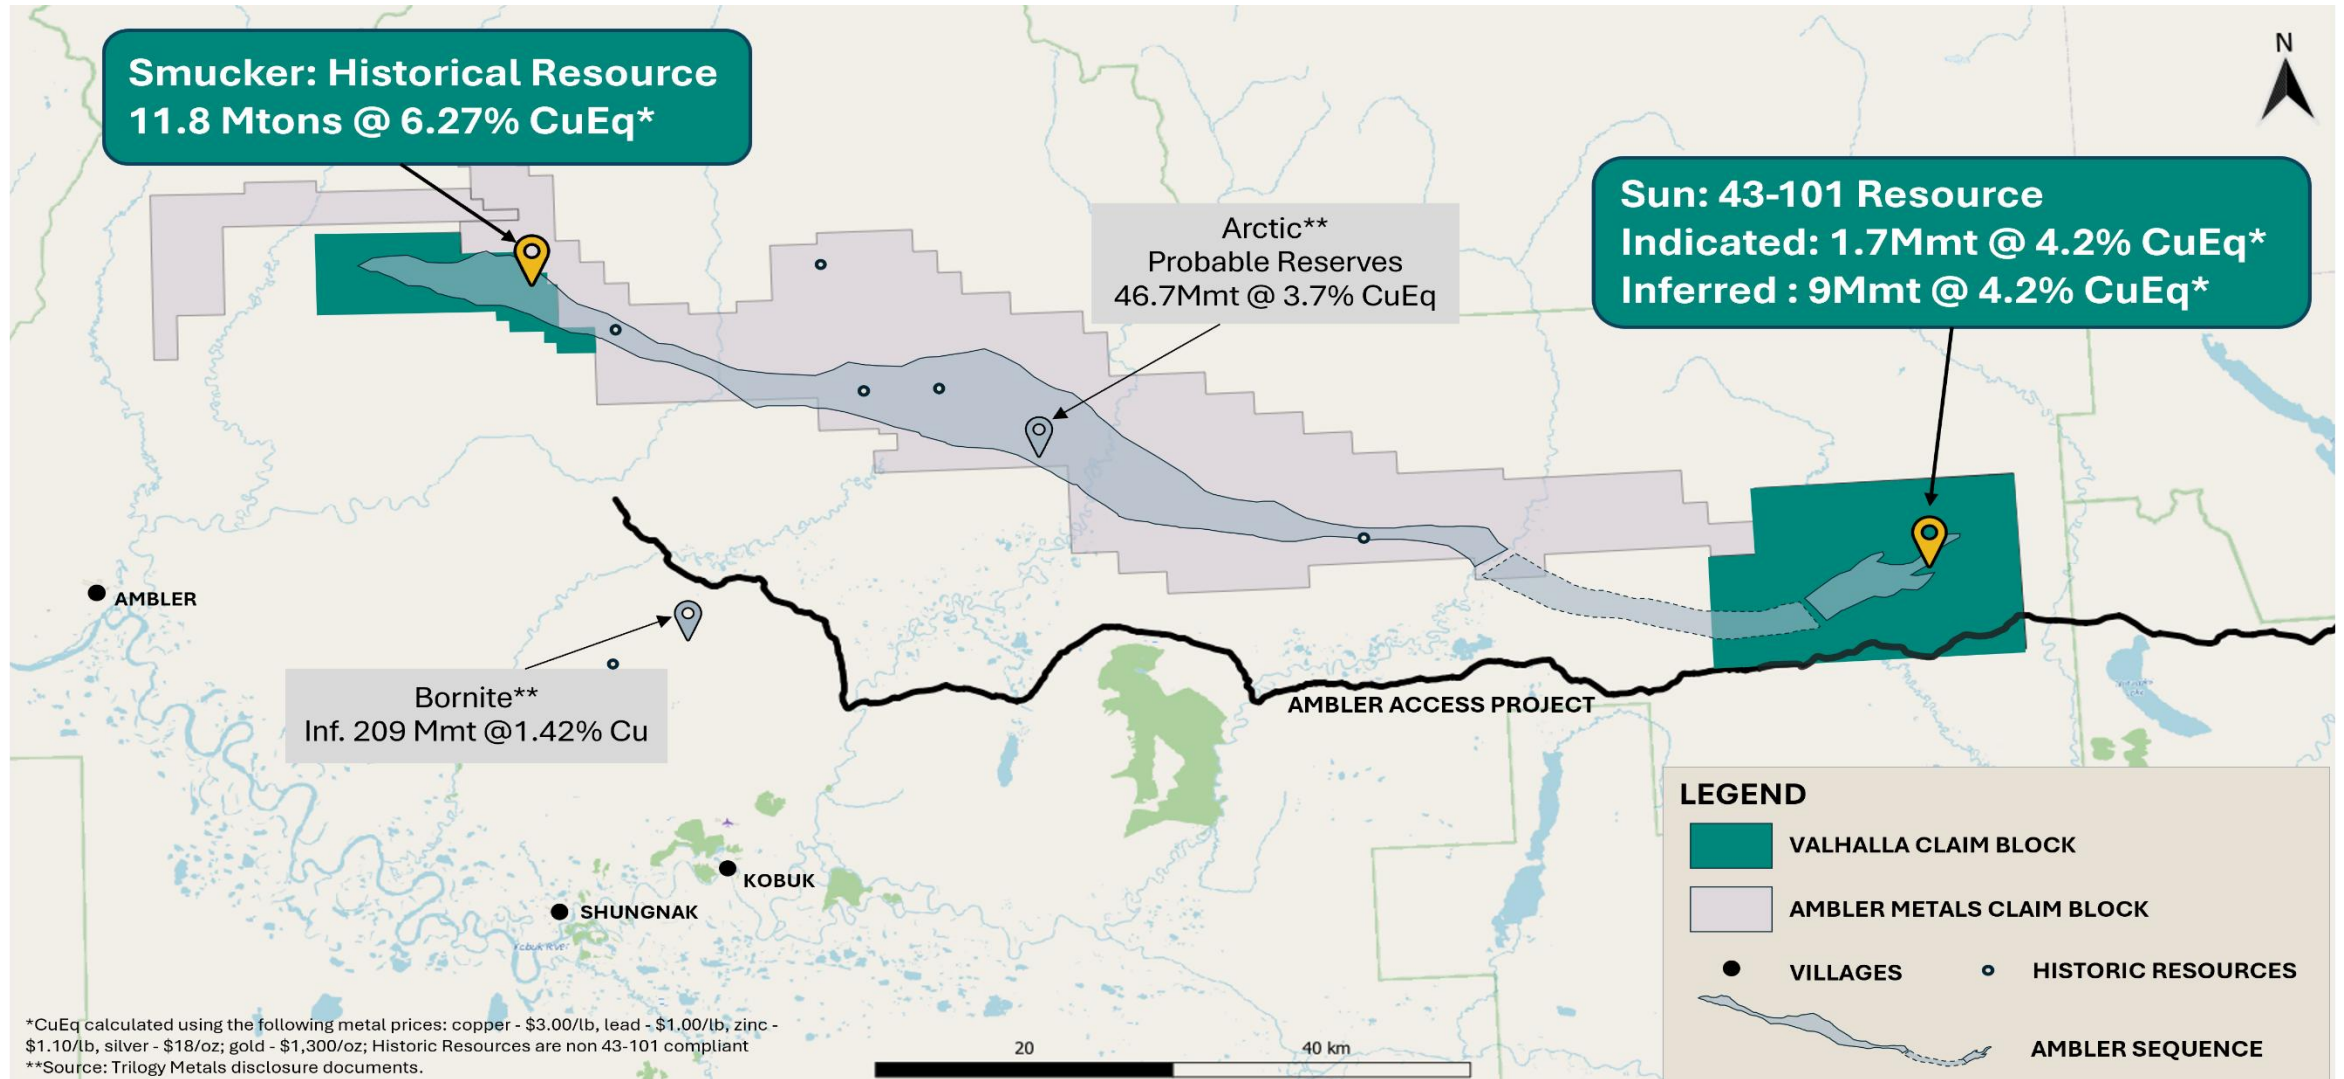 Smucker: Historical Resource
11.8 Mtons @ 6.27% CuEq*
N
Sun: 43-101 Resource
Indicated: 1.7Mmt @ 4.2% CuEq*
Inferred : 9Mmt @ 4.2% CuEq*
Arctic**
Probable Reserves
46.7Mmt @ 3.7% CuEq
AMBLER
Bornite**
Inf. 209 Mmt @1.42% Cu
AMBLER ACCESS PROJECT
KOBUK
SHUNGNAK
LEGEND
VALHALLA CLAIM BLOCK
AMBLER METALS CLAIM BLOCK
VILLAGES
HISTORIC RESOURCES
AMBLER SEQUENCE
*CuEq calculated using the following metal prices: copper - $3.00/lb, lead - $1.00/lb, zinc -
$1.10/lb, silver - $18/oz; gold - $1,300/oz; Historic Resources are non 43-101 compliant
**Source: Trilogy Metals disclosure documents.
20
40 km